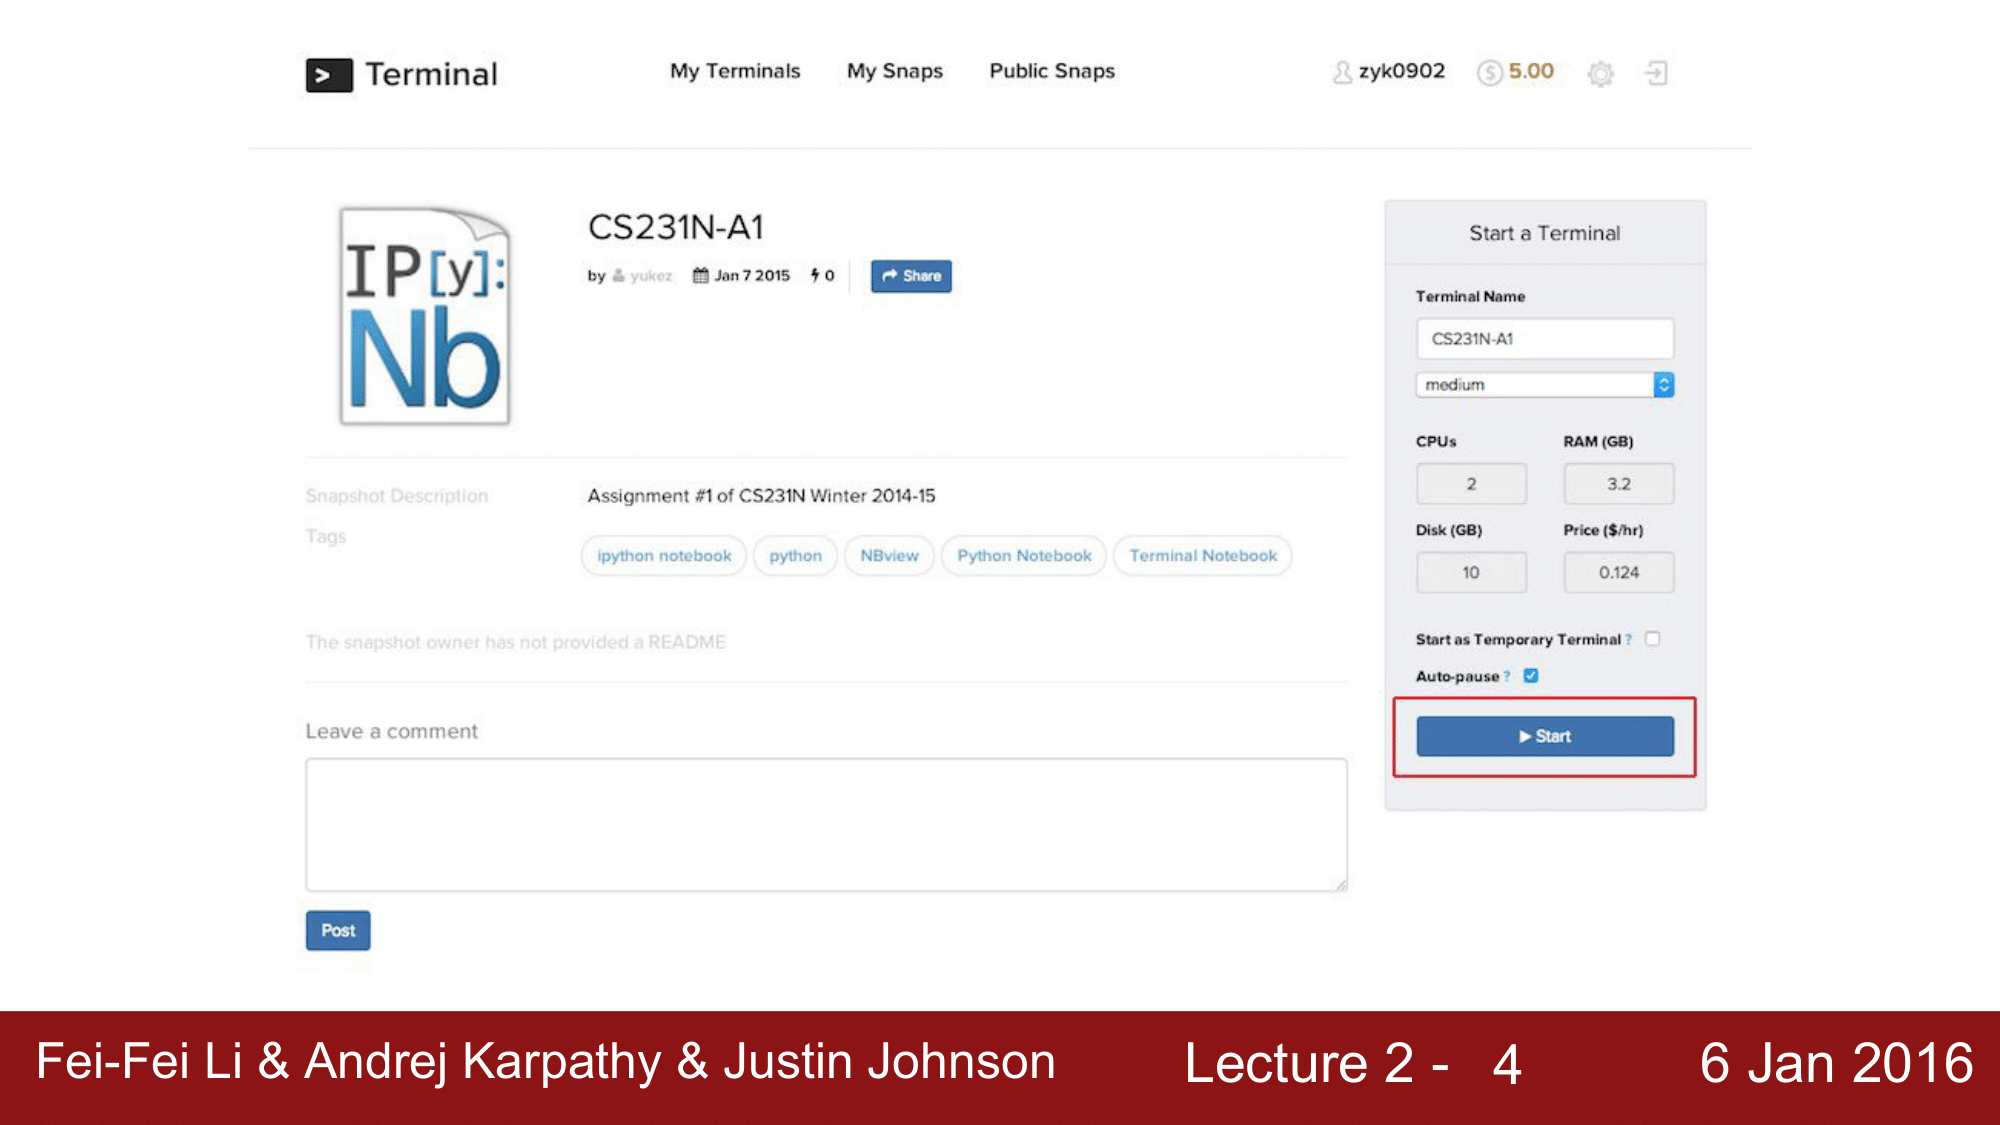 > Terminal My Terminals My Snaps Public Snaps zyk0902 $ 5.00
IP[y]:
Nb
CS231N-A1
by yukez Jan 7 2015 0 Share
Snapshot Description Assignment #1 of CS231N Winter 2014-15
Tags ipython notebook python NBview Python Notebook Terminal Notebook
The snapshot owner has not provided a README
Leave a comment
Post
Start a Terminal
Terminal Name
CS231N-A1
medium
CPUs RAM (GB)
2 3.2
Disk (GB) Price ($/hr)
10 0.124
Start as Temporary Terminal ?
Auto-pause ?
Start
Fei-Fei Li & Andrej Karpathy & Justin Johnson Lecture 2 - 4 6 Jan 2016